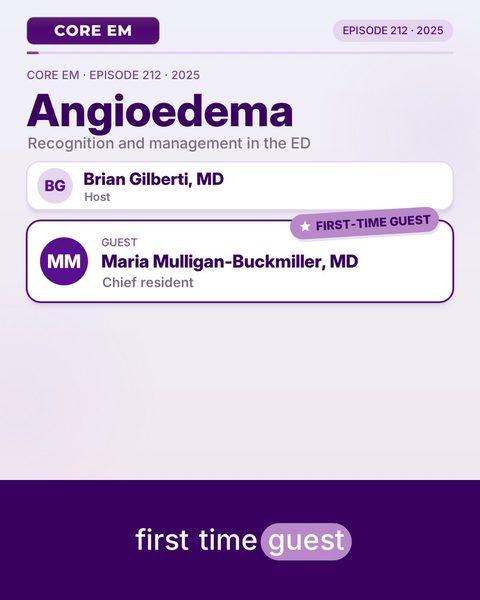 CORE EM
EPISODE 212 · 2025
CORE EM · EPISODE 212 · 2025
Angioedema
Recognition and management in the ED
BG
Brian Gilberti, MD
Host
FIRST-TIME GUEST
GUEST
MM
Maria Mulligan-Buckmiller, MD
Chief resident
first time guest